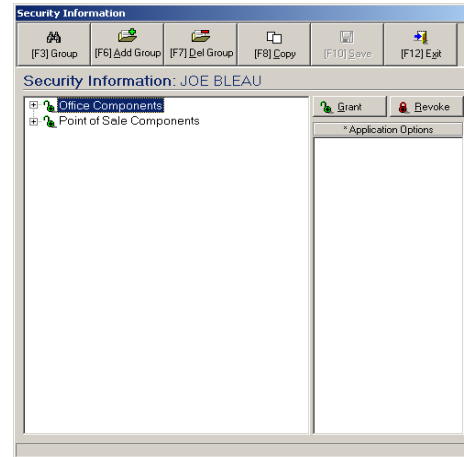 Security Information
[F3] Group [F6] Add Group [F7] Del Group [F8] Copy [F10] Save [F12] Exit
Security Information: JOE BLEAU
Office Components
Point of Sale Components
Grant Revoke
* Application Options